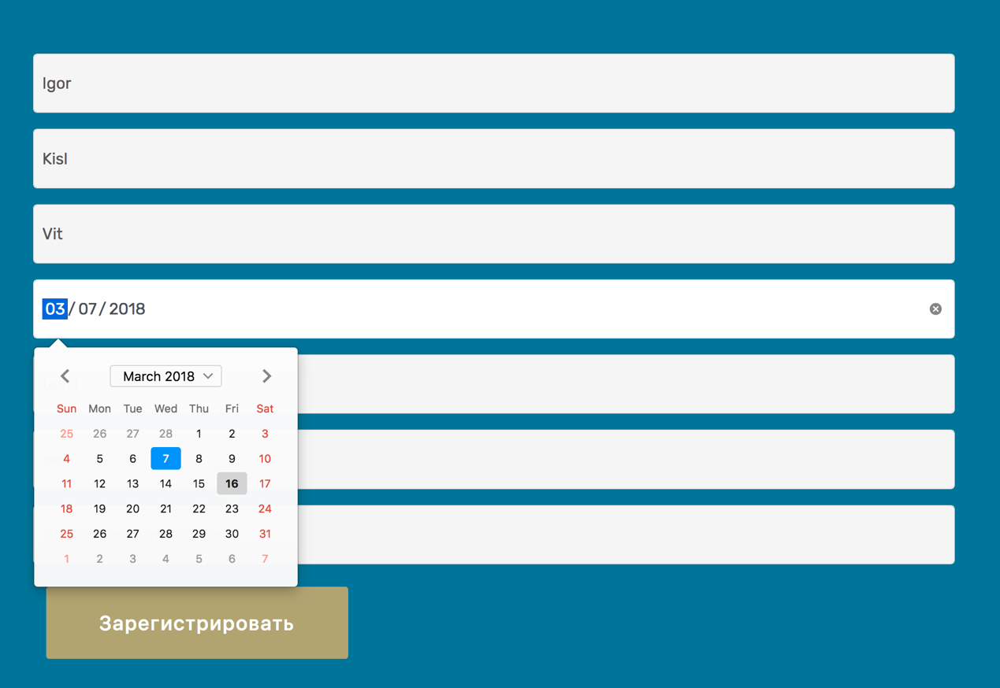 Igor
Kisl
Vit
03/07/2018
March 2018
Sun Mon Tue Wed Thu Fri Sat
25 26 27 28 1 2 3
4 5 6 7 8 9 10
11 12 13 14 15 16 17
18 19 20 21 22 23 24
25 26 27 28 29 30 31
1 2 3 4 5 6 7
Зарегистрировать